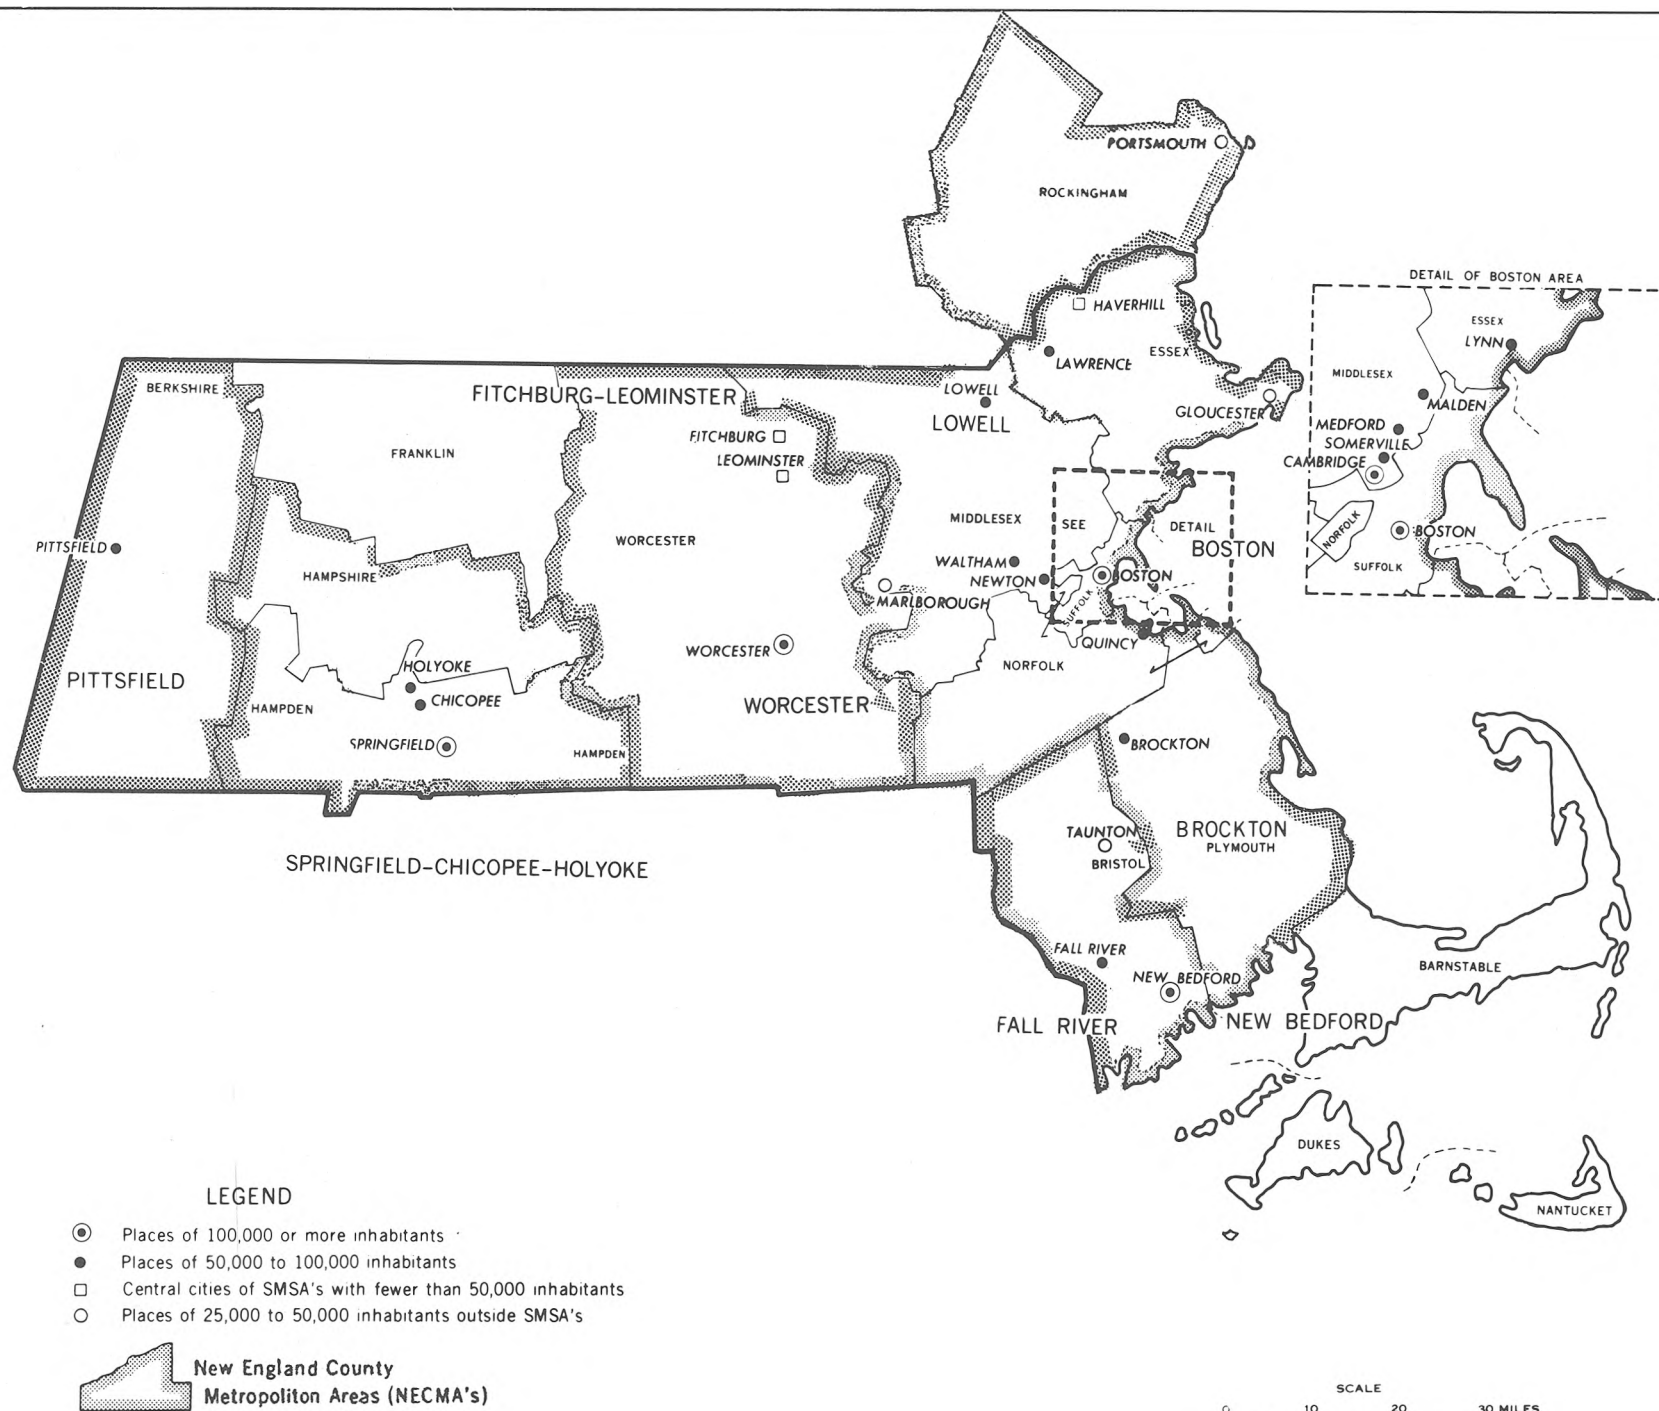 PORTSMOUTH
ROCKINGHAM
DETAIL OF BOSTON AREA
HAVERHILL
ESSEX
LYNN
LAWRENCE
ESSEX
MIDDLESEX
BERKSHIRE
FITCHBURG-LEOMINSTER
LOWELL
LOWELL
GLOUCESTER
MALDEN
MEDFORD
SOMERVILLE
CAMBRIDGE
FITCHBURG
LEOMINSTER
FRANKLIN
MIDDLESEX
SEE
DETAIL
BOSTON
NORFOLK
BOSTON
SUFFOLK
PITTSFIELD
WORCESTER
HAMPSHIRE
WALTHAM
NEWTON
BOSTON
SUFFOLK
MARLBOROUGH
QUINCY
WORCESTER
NORFOLK
HOLYOKE
PITTSFIELD
CHICOPEE
HAMPDEN
WORCESTER
SPRINGFIELD
HAMPDEN
BROCKTON
TAUNTON
BRISTOL
BROCKTON
PLYMOUTH
SPRINGFIELD-CHICOPEE-HOLYOKE
FALL RIVER
NEW BEDFORD
BARNSTABLE
FALL RIVER
NEW BEDFORD
DUKES
NANTUCKET
LEGEND
Places of 100,000 or more inhabitants
Places of 50,000 to 100,000 inhabitants
Central cities of SMSA's with fewer than 50,000 inhabitants
Places of 25,000 to 50,000 inhabitants outside SMSA's
New England County
Metropoliton Areas (NECMA's)
SCALE
0 10 20 30 MILES